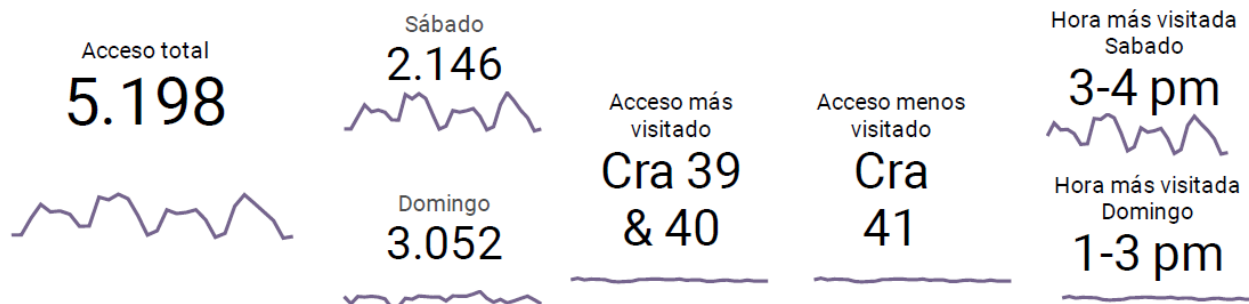 Acceso total
5.198
Sábado
2.146
Domingo
3.052
Acceso más
visitado
Cra 39
& 40
Acceso menos
visitado
Cra
41
Hora más visitada
Sabado
3-4 pm
Hora más visitada
Domingo
1-3 pm